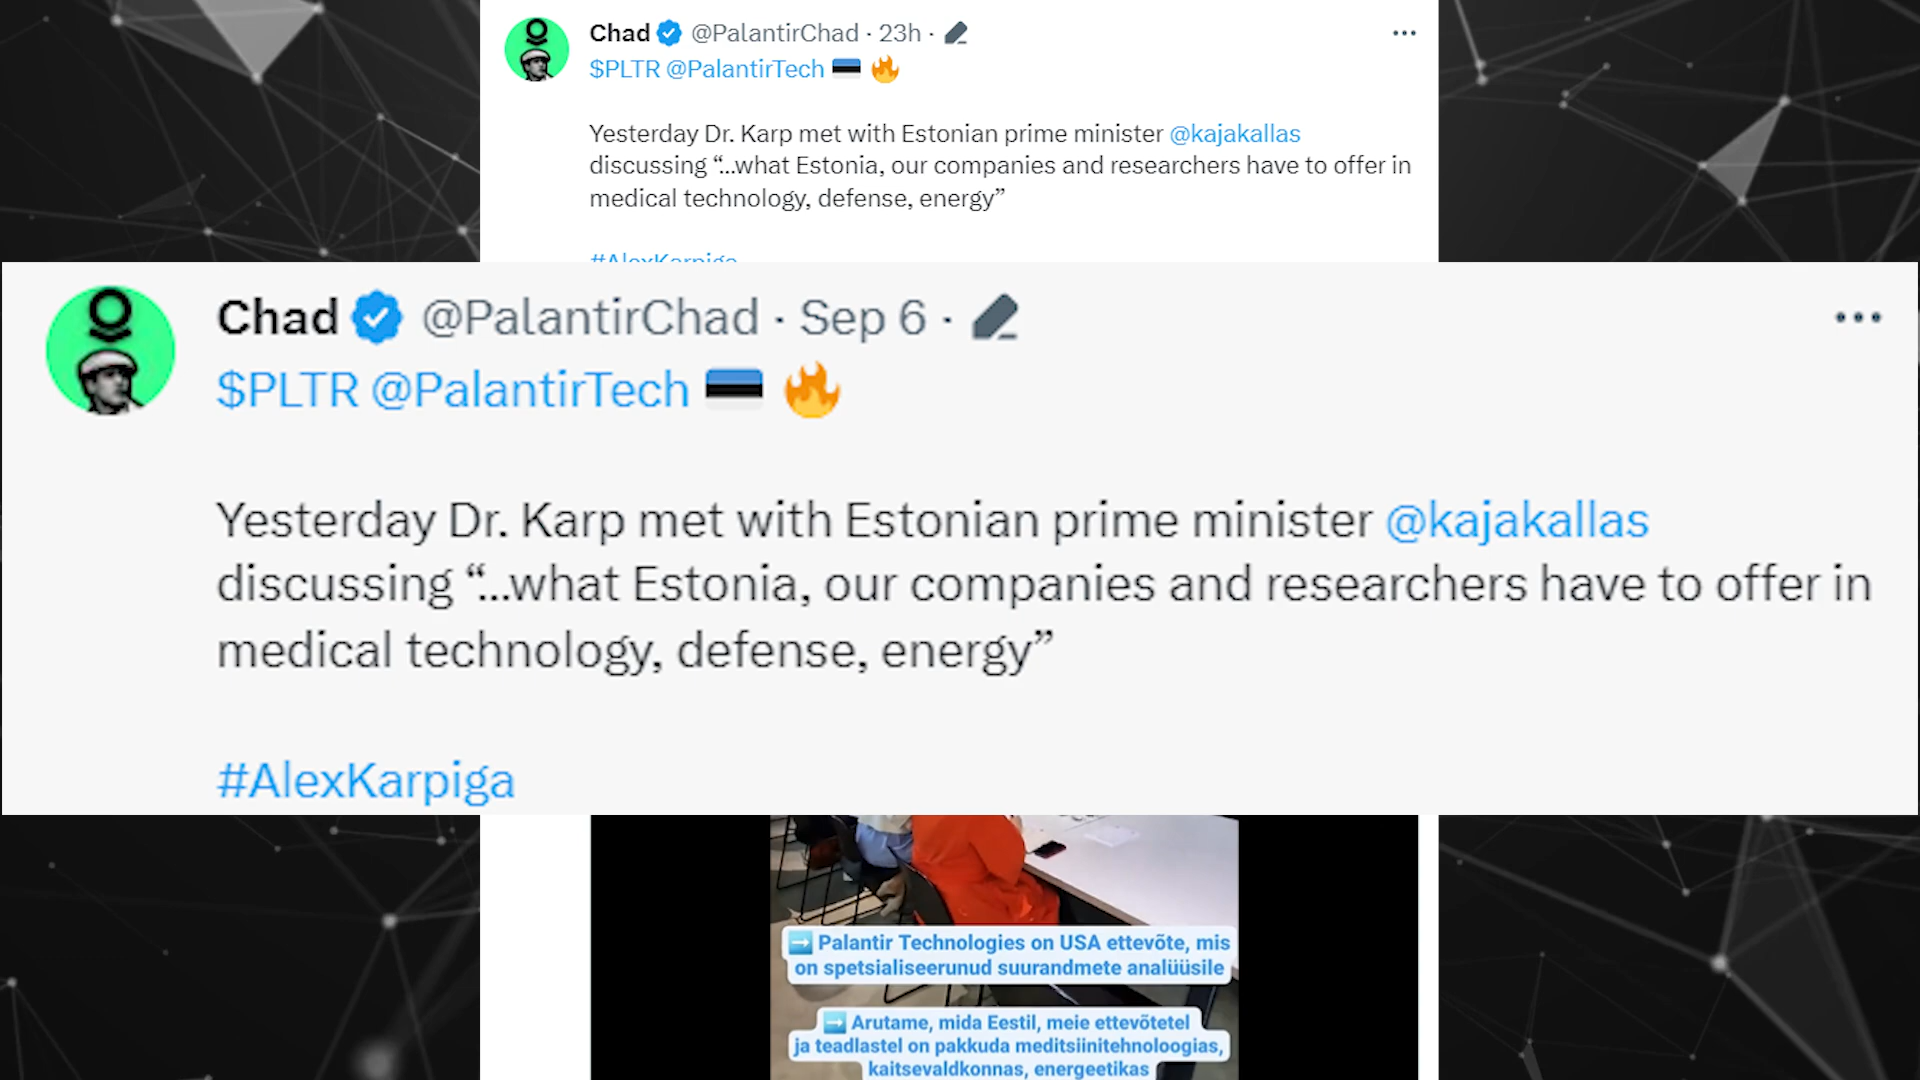 Chad @PalantirChad · 23h ·
$PLTR @PalantirTech
Yesterday Dr. Karp met with Estonian prime minister @kajakallas
discussing “...what Estonia, our companies and researchers have to offer in
medical technology, defense, energy”
#AlexKarpiga
Chad @PalantirChad · Sep 6 ·
$PLTR @PalantirTech
Yesterday Dr. Karp met with Estonian prime minister @kajakallas
discussing “...what Estonia, our companies and researchers have to offer in
medical technology, defense, energy”
#AlexKarpiga
➡️ Palantir Technologies on USA ettevõte, mis
on spetsialiseerunud suurandmete analüüsile
➡️ Arutame, mida Eestil, meie ettevõtetel
ja teadlastel on pakkuda meditsiinitehnoloogias,
kaitsevaldkonnas, energeetikas